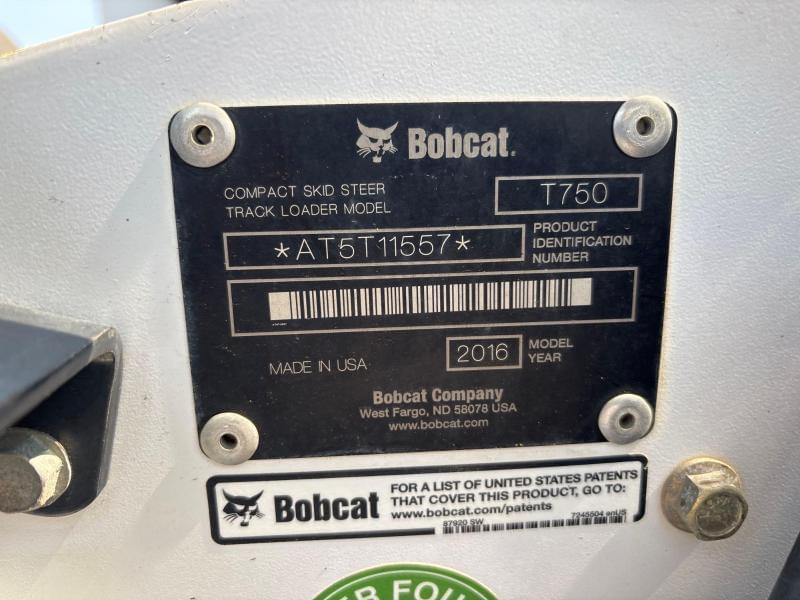 Bobcat.
COMPACT SKID STEER
TRACK LOADER MODEL
T750
*AT5T11557*
PRODUCT
IDENTIFICATION
NUMBER
MADE IN USA
2016
MODEL
YEAR
Bobcat Company
West Fargo, ND 58078 USA
www.bobcat.com
Bobcat
FOR A LIST OF UNITED STATES PATENTS
THAT COVER THIS PRODUCT, GO TO:
www.bobcat.com/patents
87920 SW
7245504 enUS